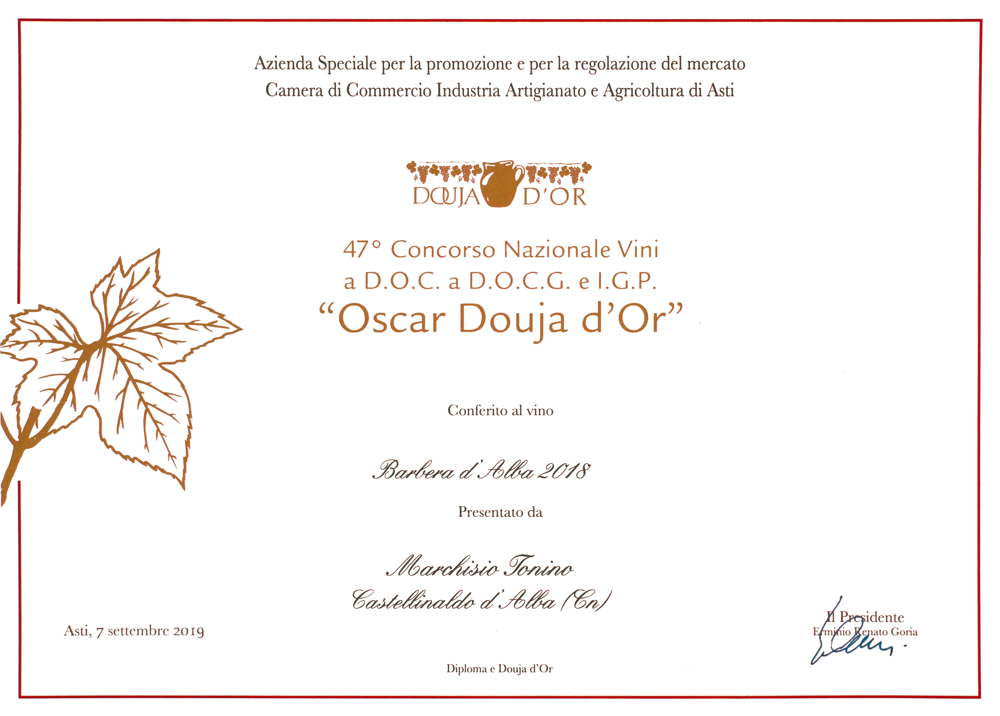 Azienda Speciale per la promozione e per la regolazione del mercato
Camera di Commercio Industria Artigianato e Agricoltura di Asti
DOUJA D'OR
47° Concorso Nazionale Vini
a D.O.C. a D.O.C.G. e I.G.P.
“Oscar Douja d’Or”
Conferito al vino
Barbera d'Alba 2018
Presentato da
Marchisio Tonino
Castellinaldo d'Alba (Cn)
Asti, 7 settembre 2019
Il Presidente
Erminio Renato Goria
Diploma e Douja d’Or